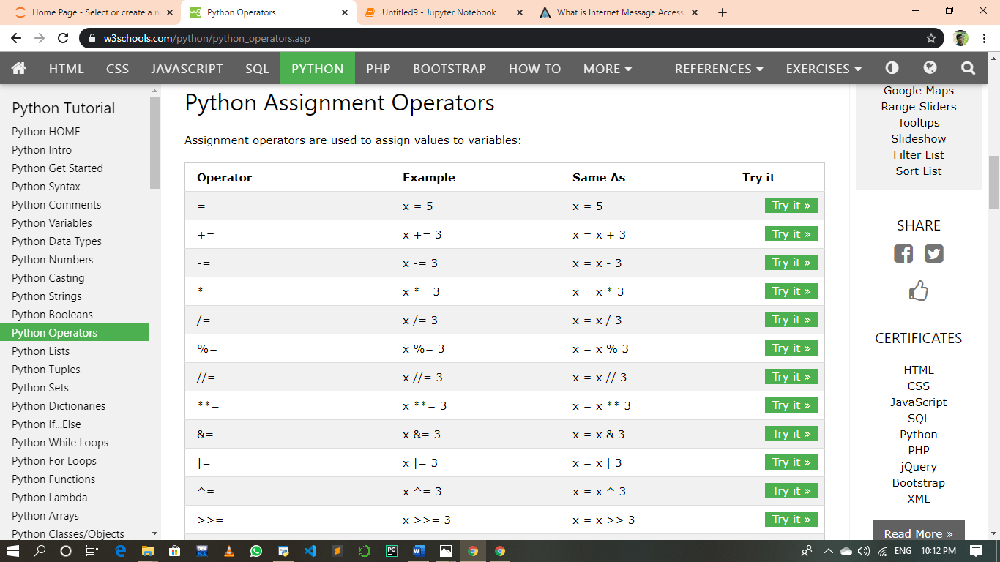 Home Page - Select or create a n
Python Operators
Untitled9 - Jupyter Notebook
What is Internet Message Access
w3schools.com/python/python_operators.asp
HTML CSS JAVASCRIPT SQL PYTHON PHP BOOTSTRAP HOW TO MORE REFERENCES EXERCISES
Python Tutorial
Python HOME
Python Intro
Python Get Started
Python Syntax
Python Comments
Python Variables
Python Data Types
Python Numbers
Python Casting
Python Strings
Python Booleans
Python Operators
Python Lists
Python Tuples
Python Sets
Python Dictionaries
Python If...Else
Python While Loops
Python For Loops
Python Functions
Python Lambda
Python Arrays
Python Classes/Objects
Python Assignment Operators
Assignment operators are used to assign values to variables:
Operator Example Same As Try it
= x = 5 x = 5 Try it »
+= x += 3 x = x + 3 Try it »
-= x -= 3 x = x - 3 Try it »
*= x *= 3 x = x * 3 Try it »
/= x /= 3 x = x / 3 Try it »
%= x %= 3 x = x % 3 Try it »
//= x //= 3 x = x // 3 Try it »
**= x **= 3 x = x ** 3 Try it »
&= x &= 3 x = x & 3 Try it »
|= x |= 3 x = x | 3 Try it »
^= x ^= 3 x = x ^ 3 Try it »
>>= x >>= 3 x = x >> 3 Try it »
Google Maps
Range Sliders
Tooltips
Slideshow
Filter List
Sort List
SHARE
CERTIFICATES
HTML
CSS
JavaScript
SQL
Python
PHP
jQuery
Bootstrap
XML
Read More »
ENG 10:12 PM